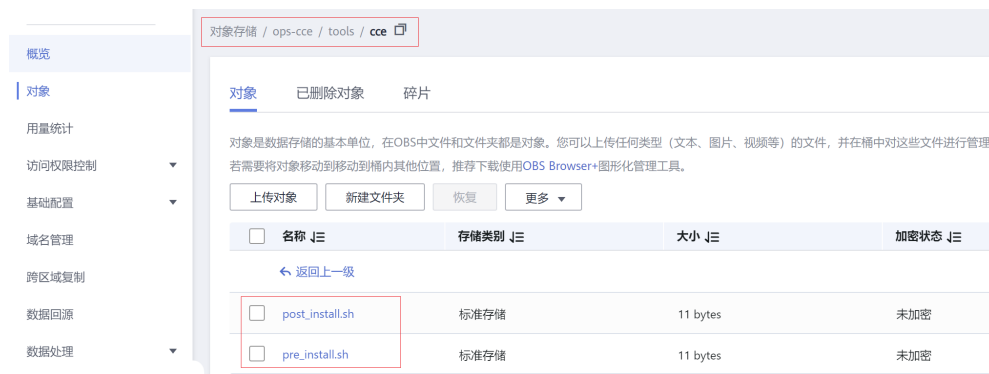 对象存储 / ops-cce / tools / cce
概览
对象
用量统计
访问权限控制
基础配置
域名管理
跨区域复制
数据回源
数据处理
对象 已删除对象 碎片
对象是数据存储的基本单位，在OBS中文件和文件夹都是对象。您可以上传任何类型（文本、图片、视频等）的文件，并在桶中对这些文件进行管理
若需要将对象移动到移动到桶内其他位置，推荐下载使用OBS Browser+图形化管理工具。
上传对象 新建文件夹 恢复 更多
名称 存储类别 大小 加密状态
返回上一级
post_install.sh 标准存储 11 bytes 未加密
pre_install.sh 标准存储 11 bytes 未加密